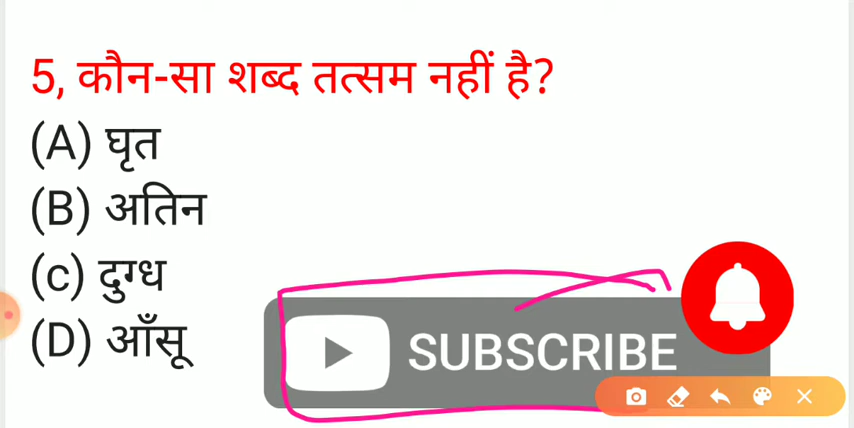 5, कौन-सा शब्द तत्सम नहीं है?
(A) घृत
(B) अतिन
(c) दुग्ध
(D) आँसू
SUBSCRIBE